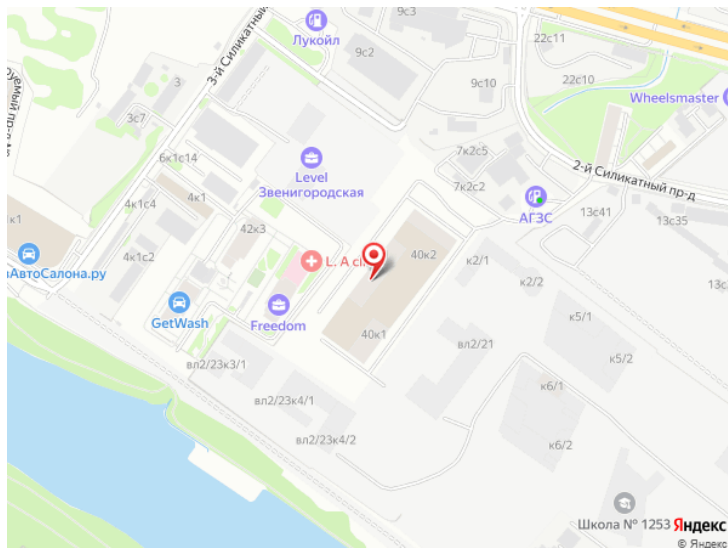 9с3
22с11
Лукойл
9с2
3-й Силикатный
3
22с10
9с10
Wheelsmaster
3с7
6к1с14
7к2с5
2-й Силикатный пр-д
Level
Звенигородская
4к1
7к2с2
АГЗС
13с41
13с35
к1
4к1с4
42к3
4к1с2
L. A cl
40к2
к2/1
АвтоСалона.ру
к2/2
13с
GetWash
Freedom
к5/1
40к1
вл2/21
к5/2
вл2/23к3/1
к6/1
вл2/23к4/1
вл2/23к4/2
к6/2
Школа № 1253
Яндекс
© Яндекс